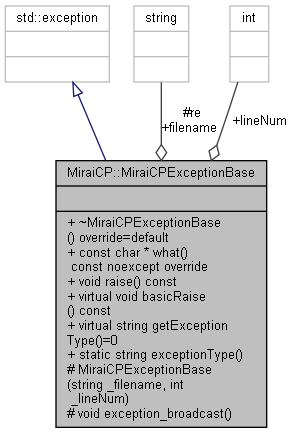 std::exception
string
int
#re
+filename
+lineNum
MiraiCP::MiraiCPExceptionBase
+ ~MiraiCPExceptionBase
() override=default
+ const char * what()
const noexcept override
+ void raise() const
+ virtual void basicRaise
() const
+ virtual string getException
Type()=0
+ static string exceptionType()
# MiraiCPExceptionBase
(string _filename, int
_lineNum)
# void exception_broadcast()